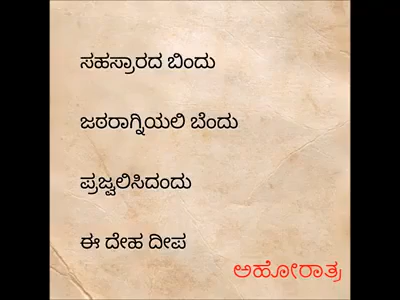 ಸಹಸ್ರಾರದ ಬಿಂದು
ಜಠರಾಗ್ನಿಯಲಿ ಬೆಂದು
ಪ್ರಜ್ವಲಿಸಿದಂದು
ಈ ದೇಹ ದೀಪ
ಅಹೋರಾತ್ರ